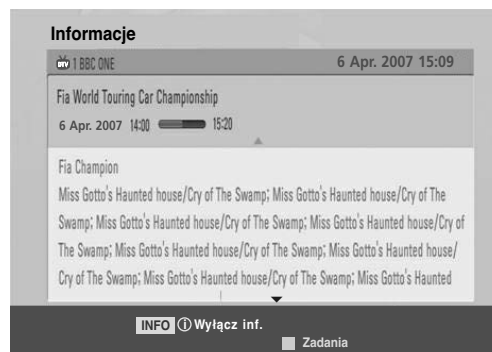 Informacje
DTV 1 BBC ONE 6 Apr. 2007 15:09
Fia World Touring Car Championship
6 Apr. 2007 14:00 15:20
Fia Champion
Miss Gotto's Haunted house/Cry of The Swamp; Miss Gotto's Haunted house/Cry of The
Swamp; Miss Gotto's Haunted house/Cry of The Swamp; Miss Gotto's Haunted house/Cry of
The Swamp; Miss Gotto's Haunted house/Cry of The Swamp; Miss Gotto's Haunted house/
Cry of The Swamp; Miss Gotto's Haunted house/Cry of The Swamp; Miss Gotto's Haunted
INFO ⓘ Wyłącz inf.
Zadania